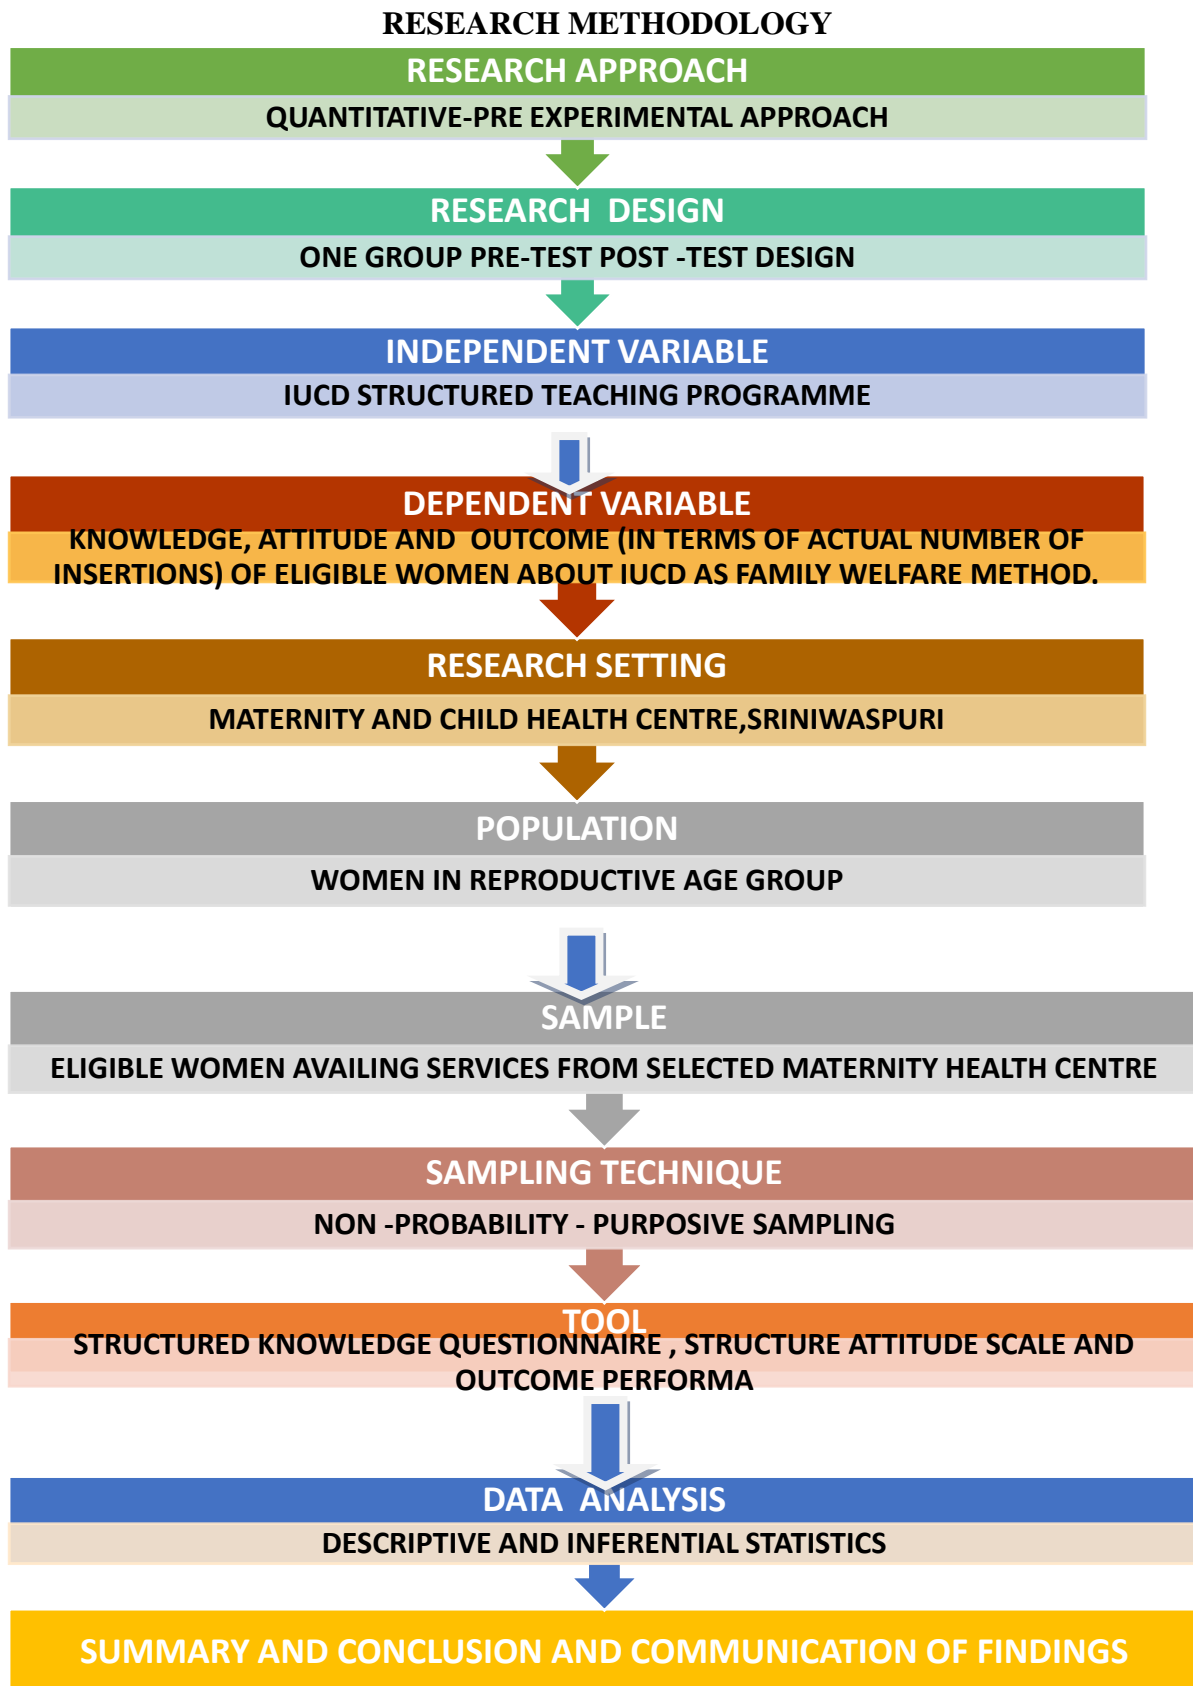 RESEARCH METHODOLOGY
RESEARCH APPROACH
QUANTITATIVE-PRE EXPERIMENTAL APPROACH
RESEARCH DESIGN
ONE GROUP PRE-TEST POST -TEST DESIGN
INDEPENDENT VARIABLE
IUCD STRUCTURED TEACHING PROGRAMME
DEPENDENT VARIABLE
KNOWLEDGE, ATTITUDE AND OUTCOME (IN TERMS OF ACTUAL NUMBER OF
INSERTIONS) OF ELIGIBLE WOMEN ABOUT IUCD AS FAMILY WELFARE METHOD.
RESEARCH SETTING
MATERNITY AND CHILD HEALTH CENTRE,SRINIWASPURI
POPULATION
WOMEN IN REPRODUCTIVE AGE GROUP
SAMPLE
ELIGIBLE WOMEN AVAILING SERVICES FROM SELECTED MATERNITY HEALTH CENTRE
SAMPLING TECHNIQUE
NON -PROBABILITY - PURPOSIVE SAMPLING
TOOL
STRUCTURED KNOWLEDGE QUESTIONNAIRE , STRUCTURE ATTITUDE SCALE AND
OUTCOME PERFORMA
DATA ANALYSIS
DESCRIPTIVE AND INFERENTIAL STATISTICS
SUMMARY AND CONCLUSION AND COMMUNICATION OF FINDINGS